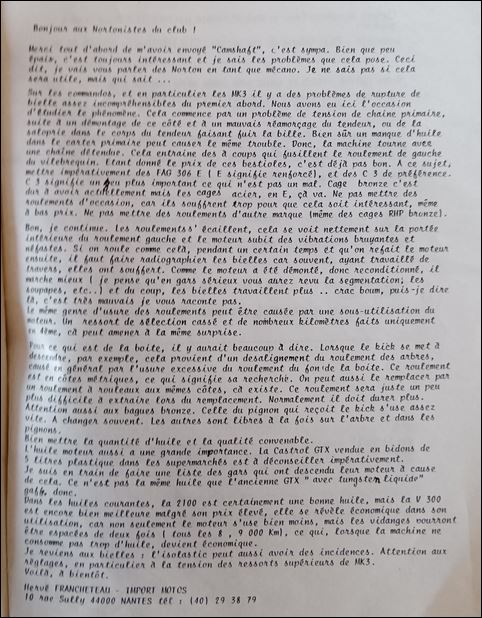 Bonjour aux Nortonistes du club !
Merci tout d'abord de m'avoir envoyé "Camshaft", c'est sympa. Bien que peu
épais, c'est toujours intéressant et je sais les problèmes que cela pose. Ceci
dit, je vais vous parler des Norton en tant que mécano. Je ne sais pas si cela
sera utile, mais qui sait ...
Sur les commandos, et en particulier les MK3 il y a des problèmes de rupture de
bielle assez incompréhensibles du premier abord. Nous avons eu ici l'occasion
d'étudier le phénomène. Cela commence par un problème de tension de chaine primaire,
suite à un démontage de ce côté et à un mauvais réamorçage du tendeur, ou de la
saloprie dans le corps du tendeur faisant fuir la bille. Bien sûr un manque d'huile
dans le carter primaire peut causer le même trouble. Donc, la machine tourne avec
une chaîne détendue. Cela entraine des à coups qui fusillent le roulement de gauche
du vilebrequin. Etant donné le prix de ces bestioles, c'est déjà pas bon. A ce sujet,
mettre impérativement des FAG 306 E ( E signifie renforcé), et des C 3 de préférence.
C 3 signifie un jeu plus important ce qui n'est pas un mal. Cage bronze c'est
dur à avoir actuellement mais les cages acier, en E, çà va. Ne pas mettre des
roulements d'occasion, car ils souffrent trop pour que cela soit intéressant, même
à bas prix. Ne pas mettre des roulements d'autre marque (même des cages RHP bronze).
Bon, je continue. Les roulements s'écaillent, cela se voit nettement sur la portée
intérieure du roulement gauche et le moteur subit des vibrations bruyantes et
néfastes. Si on roule comme celà, pendant un certain temps et qu'on refait le moteur
ensuite, il faut faire radiographier les bielles car souvent, ayant travaillé de
travers, elles ont souffert. Comme le moteur a été démonté, donc reconditionné, il
marche mieux ( je pense qu'en gars sérieux vous aurez revu la segmentation, les
soupapes, etc..) et du coup, les bielles travaillent plus .. crac boum, puis-je dire
là, c'est très mauvais je vous raconte pas.
Le même genre d'usure des roulements peut être causée par une sous-utilisation du
moteur. Un ressort de sélection cassé et de nombreux kilomètres faits uniquement
en 4ème, cà peut amener à la même surprise.
Pour ce qui est de la boite, il y aurait beaucoup à dire. Lorsque le kick se met à
descendre, par exemple, cela provient d'un desalignement du roulement des arbres,
causé en général par l'usure excessive du roulement du fond de la boite. Ce roulement
est en côtes métriques, ce qui signifie sa recherche. On peut aussi le remplacer par
un roulement à rouleaux aux mêmes côtes, cà existe. Ce roulement sera juste un peu
plus difficile à extraire lors du remplacement. Normalement il doit durer plus.
Attention aussi aux bagues bronze. Celle du pignon qui reçoit le kick s'use assez
vite. A changer souvent. Les autres sont libres à la fois sur l'arbre et dans les
pignons.
Bien mettre la quantité d'huile et la qualité convenable.
L'huile moteur aussi a une grande importance. La Castrol GTX vendue en bidons de
5 litres plastique dans les supermarchés est à déconseiller impérativement.
Je suis en train de faire une liste des gars qui ont descendu leur moteur à cause
de cela. Ce n'est pas la même huile que l'ancienne GTX " avec tungsten liquide"
gaffe donc.
Dans les huiles courantes, la 2100 est certainement une bonne huile, mais la V 300
est encore bien meilleure malgré son prix élevé, elle se révèle économique dans son
utilisation, car non seulement le moteur s'use bien moins, mais les vidanges pourront
être espacées de deux fois ( tous les 8 , 9 000 Km), ce qui, lorsque la machine ne
consomme pas trop d'huile, devient économique.
Je reviens aux bielles : l'isolastic peut aussi avoir des incidences. Attention aux
réglages, en particulier à la tension des ressorts supérieurs de MK3.
Voilà, à bientôt.
Hervé FRANCHETEAU - IMPORT MOTOS
10 rue Sully 44000 NANTES tél : (40) 29 38 79